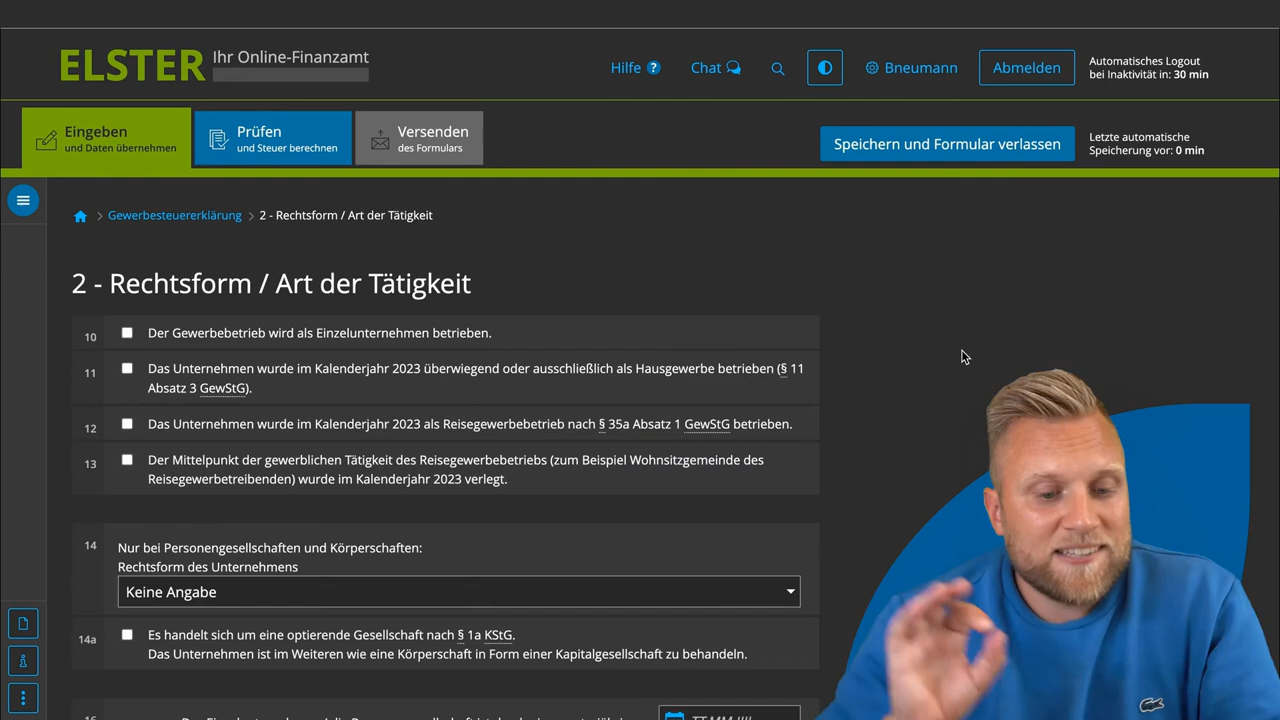 ELSTER Ihr Online-Finanzamt
Hilfe ?
Chat
Bneumann
Abmelden
Automatisches Logout
bei Inaktivität in: 30 min
Eingeben
und Daten übernehmen
Prüfen
und Steuer berechnen
Versenden
des Formulars
Speichern und Formular verlassen
Letzte automatische
Speicherung vor: 0 min
Gewerbesteuererklärung > 2 - Rechtsform / Art der Tätigkeit
2 - Rechtsform / Art der Tätigkeit
10 Der Gewerbebetrieb wird als Einzelunternehmen betrieben.
11 Das Unternehmen wurde im Kalenderjahr 2023 überwiegend oder ausschließlich als Hausgewerbe betrieben (§ 11
Absatz 3 GewStG).
12 Das Unternehmen wurde im Kalenderjahr 2023 als Reisegewerbebetrieb nach § 35a Absatz 1 GewStG betrieben.
13 Der Mittelpunkt der gewerblichen Tätigkeit des Reisegewerbebetriebs (zum Beispiel Wohnsitzgemeinde des
Reisegewerbetreibenden) wurde im Kalenderjahr 2023 verlegt.
14 Nur bei Personengesellschaften und Körperschaften:
Rechtsform des Unternehmens
Keine Angabe
14a Es handelt sich um eine optierende Gesellschaft nach § 1a KStG.
Das Unternehmen ist im Weiteren wie eine Körperschaft in Form einer Kapitalgesellschaft zu behandeln.